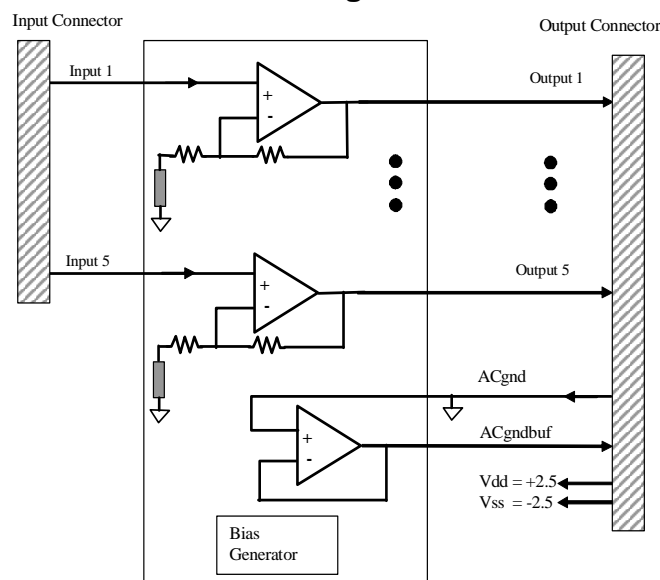 Input Connector
Output Connector
Input 1
Output 1
+
-
Input 5
Output 5
+
-
ACgnd
+
-
ACgndbuf
Vdd = +2.5
Vss = -2.5
Bias
Generator